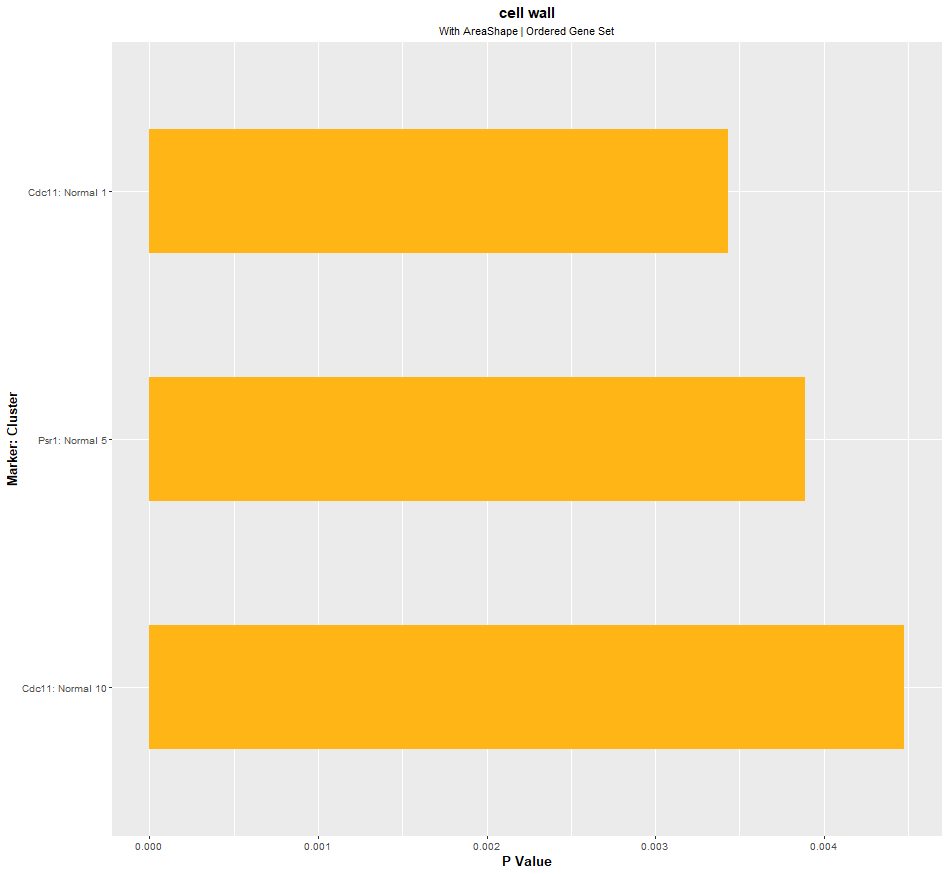 cell wall
With AreaShape | Ordered Gene Set
Marker: Cluster
Cdc11: Normal 1
Psr1: Normal 5
Cdc11: Normal 10
0.000 0.001 0.002 0.003 0.004
P Value